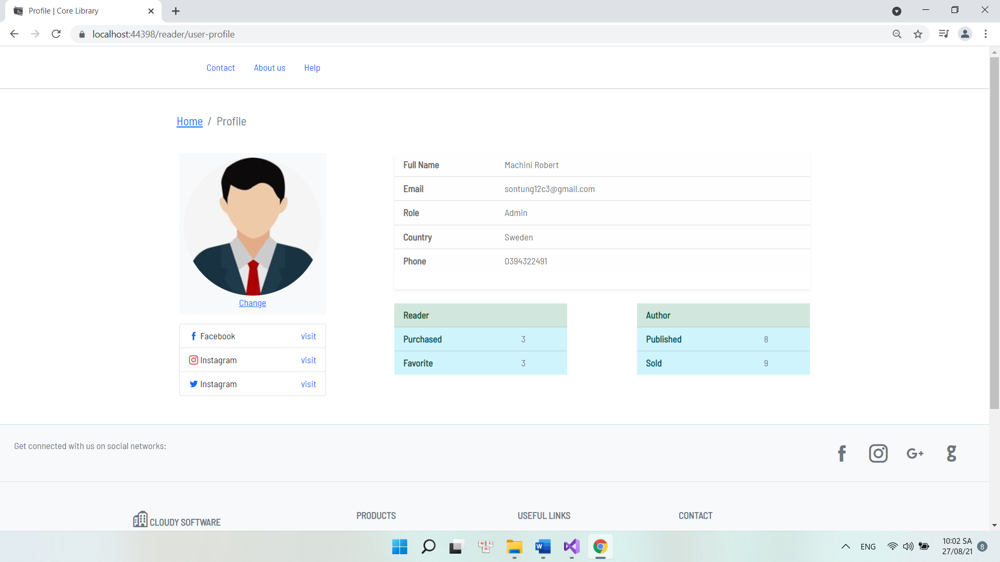 Profile | Core Library
localhost:44398/reader/user-profile
Contact About us Help
Home / Profile
Full Name Machini Robert
Email sontung12c3@gmail.com
Role Admin
Country Sweden
Phone 0394322491
Change
Facebook visit
Instagram visit
Instagram visit
Reader
Purchased 3
Favorite 3
Author
Published 8
Sold 9
Get connected with us on social networks:
CLOUDY SOFTWARE
PRODUCTS
USEFUL LINKS
CONTACT
ENG
10:02 SA
27/08/21
8